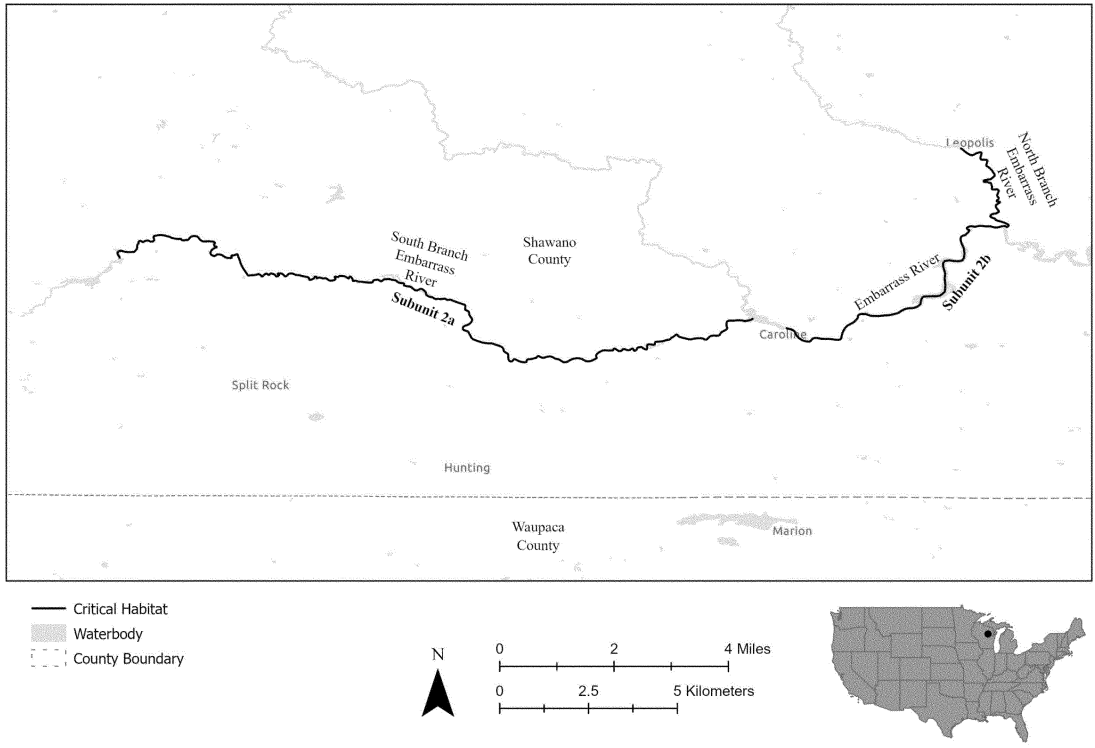 Leopolis
North Branch
Embarrass
River
South Branch
Embarrass
River
Subunit 2a
Shawano
County
Embarrass River
Subunit 2b
Caroline
Split Rock
Hunting
Waupaca
County
Marion
Critical Habitat
Waterbody
County Boundary
N
0 2 4 Miles
0 2.5 5 Kilometers